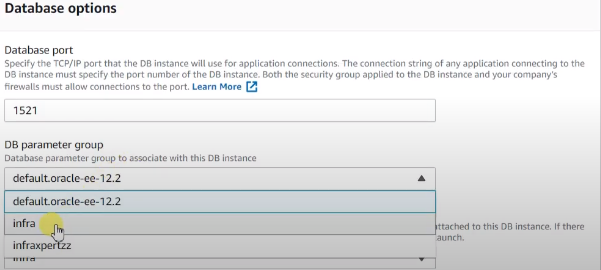 Database options
Database port
Specify the TCP/IP port that the DB instance will use for application connections. The connection string of any application connecting to the
DB instance must specify the port number of the DB instance. Both the security group applied to the DB instance and your company's
firewalls must allow connections to the port. Learn More
1521
DB parameter group
Database parameter group to associate with this DB instance
default.oracle-ee-12.2
default.oracle-ee-12.2
infra
attached to this DB instance. If there
aunch.
infraxpertzz
infra